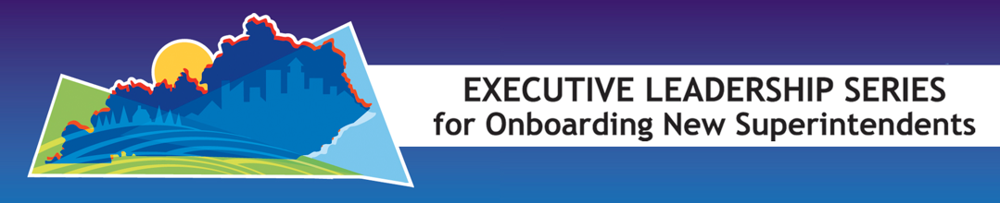 EXECUTIVE LEADERSHIP SERIES
for Onboarding New Superintendents